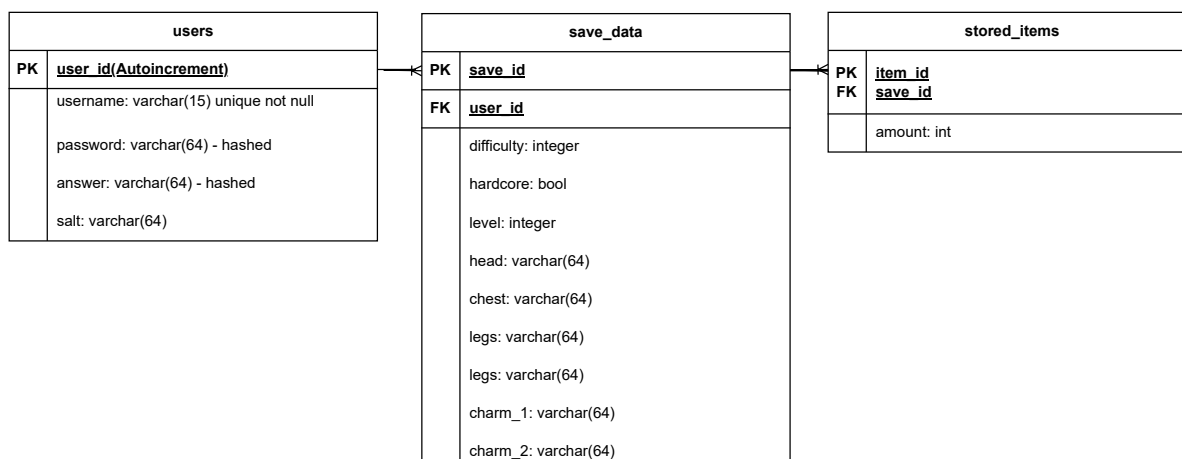 users
PK user_id(Autoincrement)
username: varchar(15) unique not null
password: varchar(64) - hashed
answer: varchar(64) - hashed
salt: varchar(64)
save_data
PK save_id
FK user_id
difficulty: integer
hardcore: bool
level: integer
head: varchar(64)
chest: varchar(64)
legs: varchar(64)
legs: varchar(64)
charm_1: varchar(64)
charm_2: varchar(64)
stored_items
PK item_id
FK save_id
amount: int